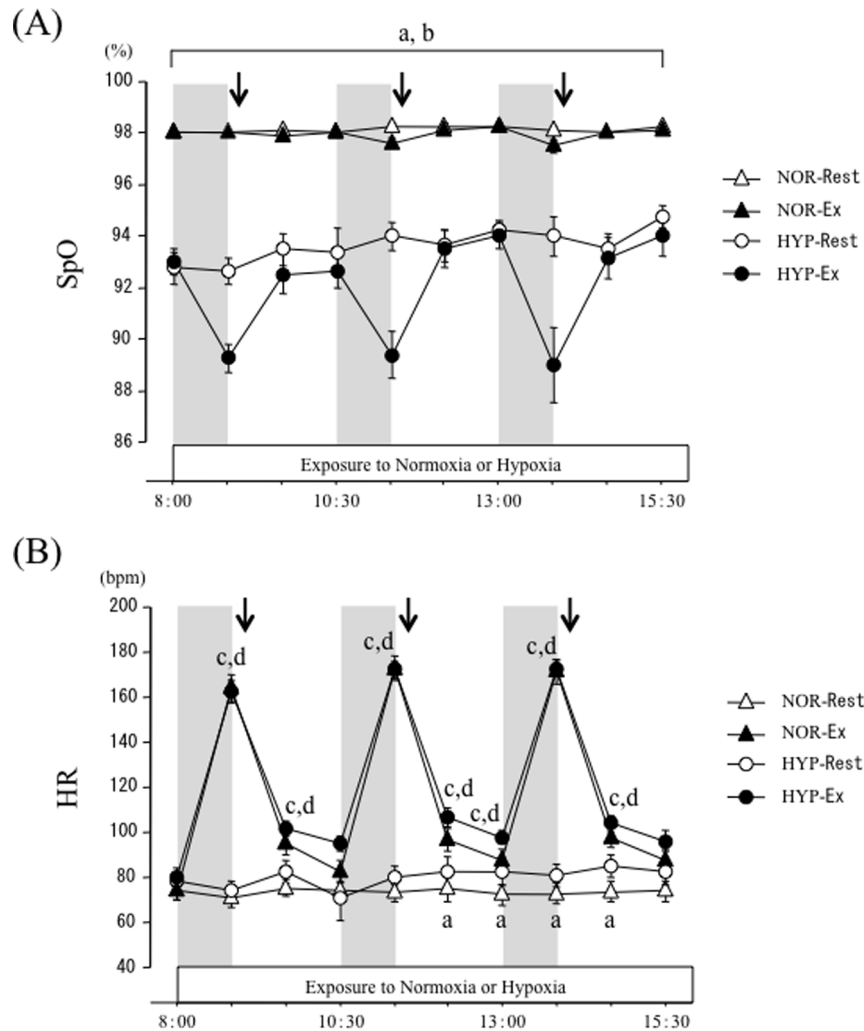 (A)
(%)
a, b
100
98
96
94
92
90
88
86
SpO
NOR-Rest
NOR-Ex
HYP-Rest
HYP-Ex
Exposure to Normoxia or Hypoxia
8:00 10:30 13:00 15:30
(B)
(bpm)
200
180
160
140
120
100
80
60
40
HR
c,d c,d c,d
c,d c,d c,d c,d
a a a a
NOR-Rest
NOR-Ex
HYP-Rest
HYP-Ex
Exposure to Normoxia or Hypoxia
8:00 10:30 13:00 15:30